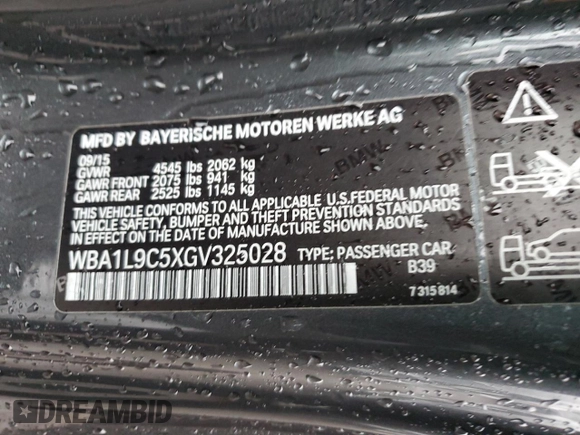 MFD BY BAYERISCHE MOTOREN WERKE AG
09/15
GVWR 4545 lbs 2062 kg
GAWR FRONT 2075 lbs 941 kg
GAWR REAR 2525 lbs 1145 kg
THIS VEHICLE CONFORMS TO ALL APPLICABLE U.S.FEDERAL MOTOR
VEHICLE SAFETY, BUMPER AND THEFT PREVENTION STANDARDS
IN EFFECT ON THE DATE OF MANUFACTURE SHOWN ABOVE.
WBA1L9C5XGV325028 TYPE: PASSENGER CAR
B39
7 315 814
DREAMBID